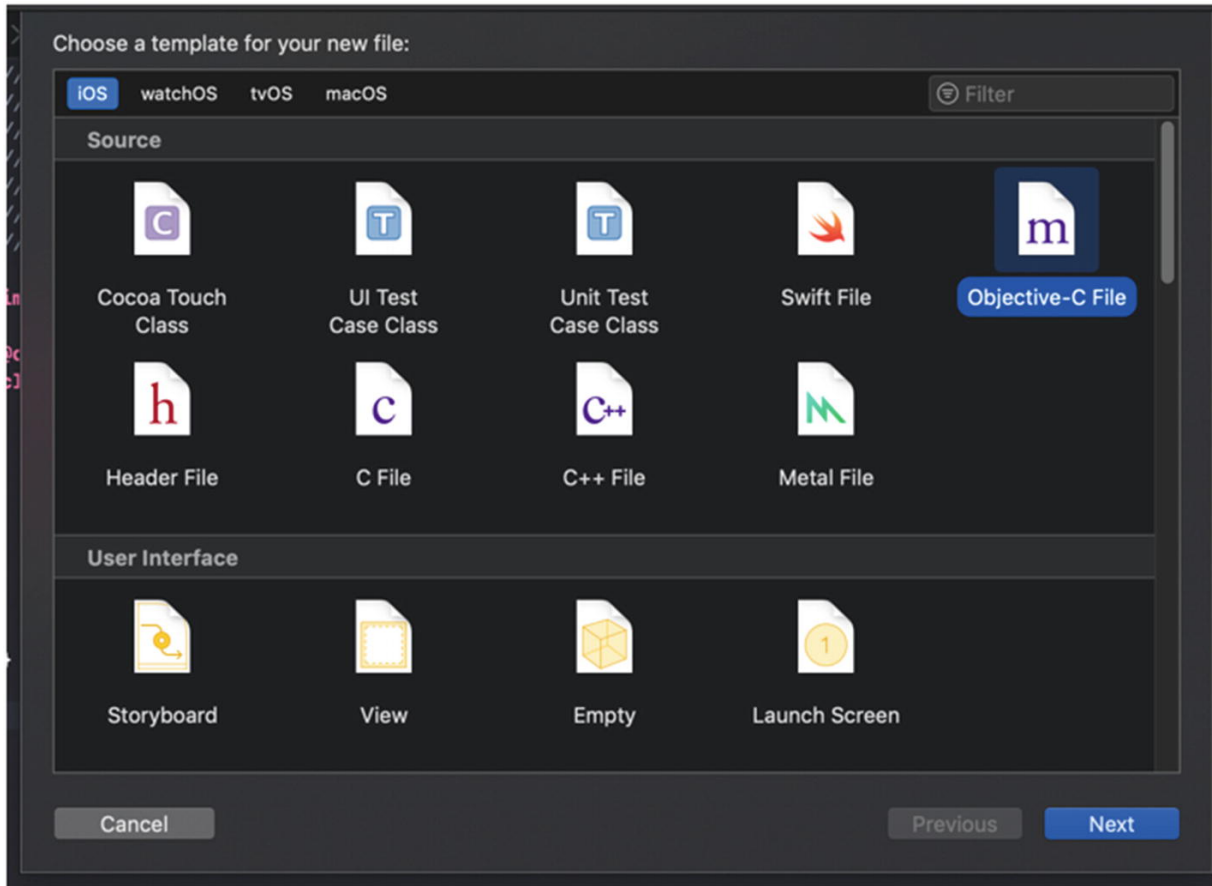 Choose a template for your new file:
iOS watchOS tvOS macOS Filter
Source
C T T m
Cocoa Touch Class
UI Test Case Class
Unit Test Case Class
Swift File
Objective-C File
h c C++
Header File
C File
C++ File
Metal File
User Interface
1
Storyboard View Empty Launch Screen
Cancel Previous Next